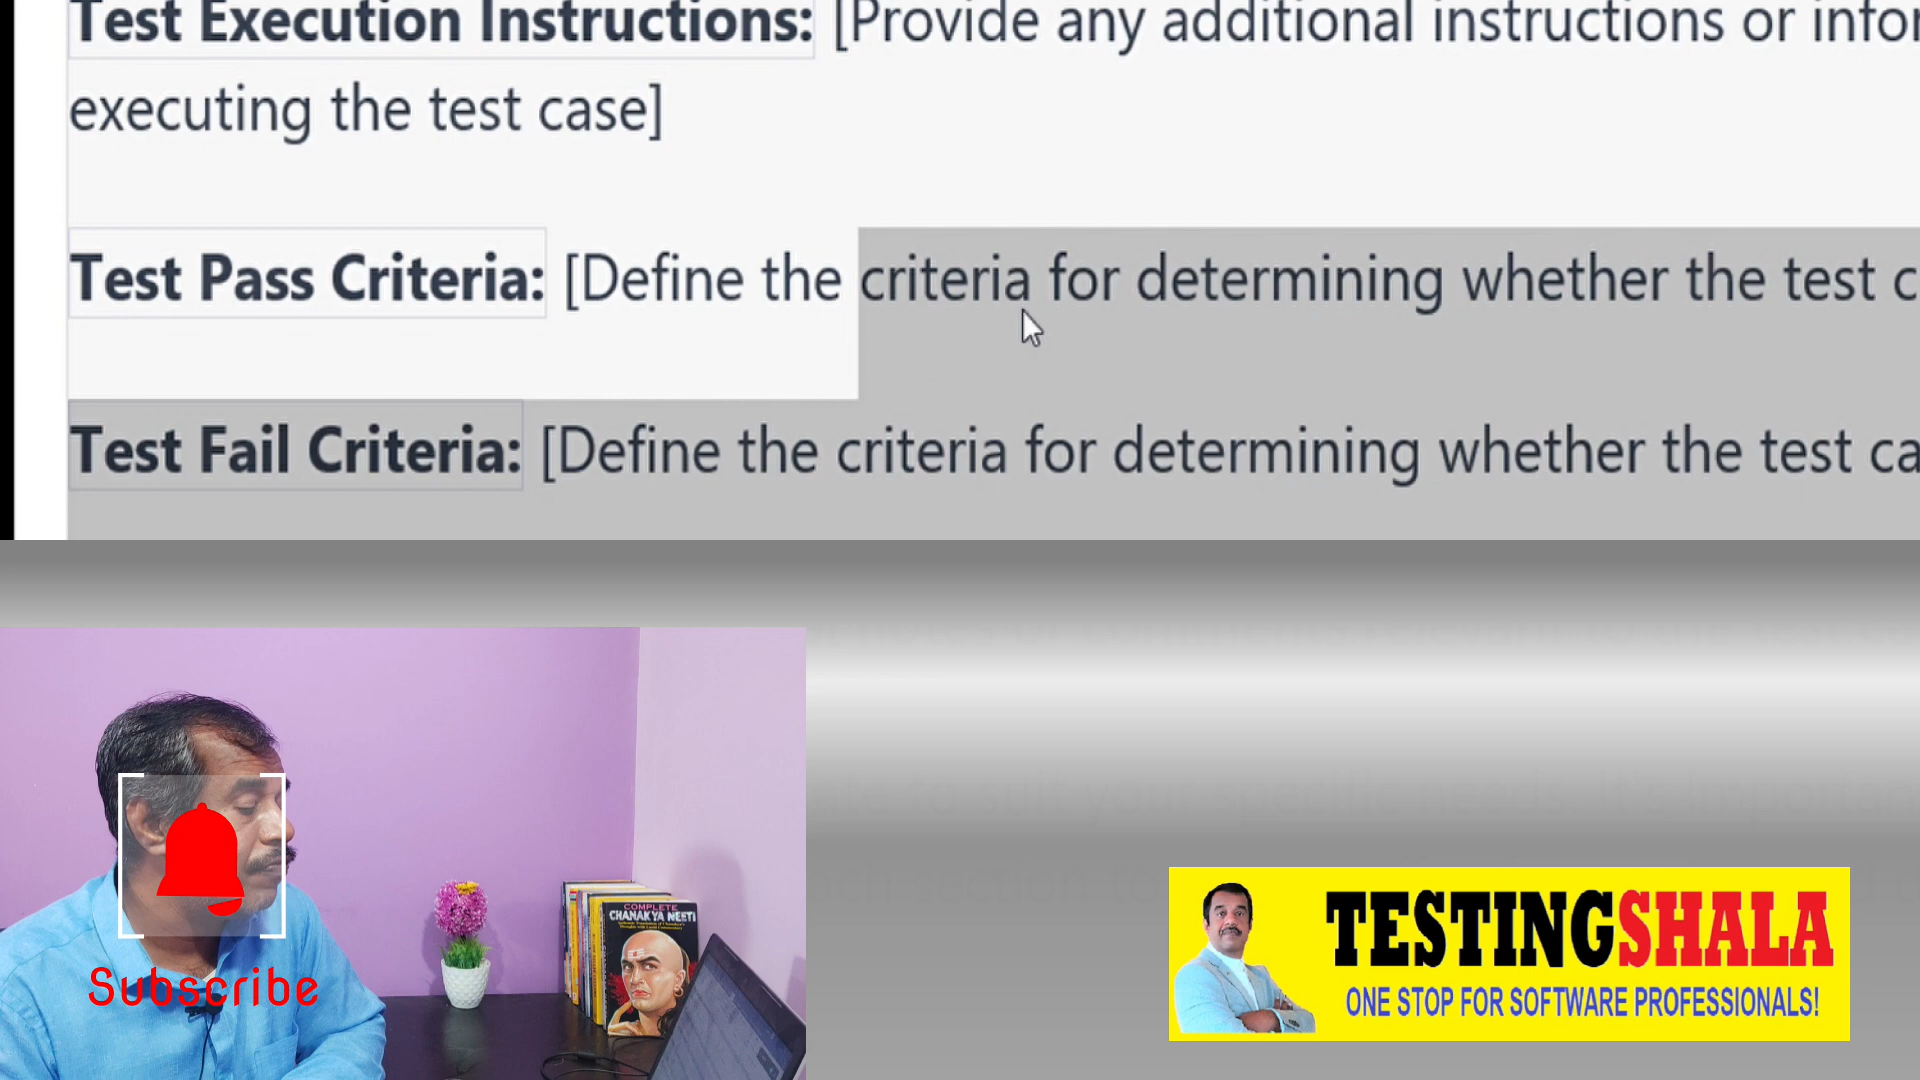 Test Execution Instructions: [Provide any additional instructions or infor
executing the test case]
Test Pass Criteria: [Define the criteria for determining whether the test c
Test Fail Criteria: [Define the criteria for determining whether the test ca
COMPLETE
CHANAKYA NEETI
Subscribe
TESTINGSHALA
ONE STOP FOR SOFTWARE PROFESSIONALS!